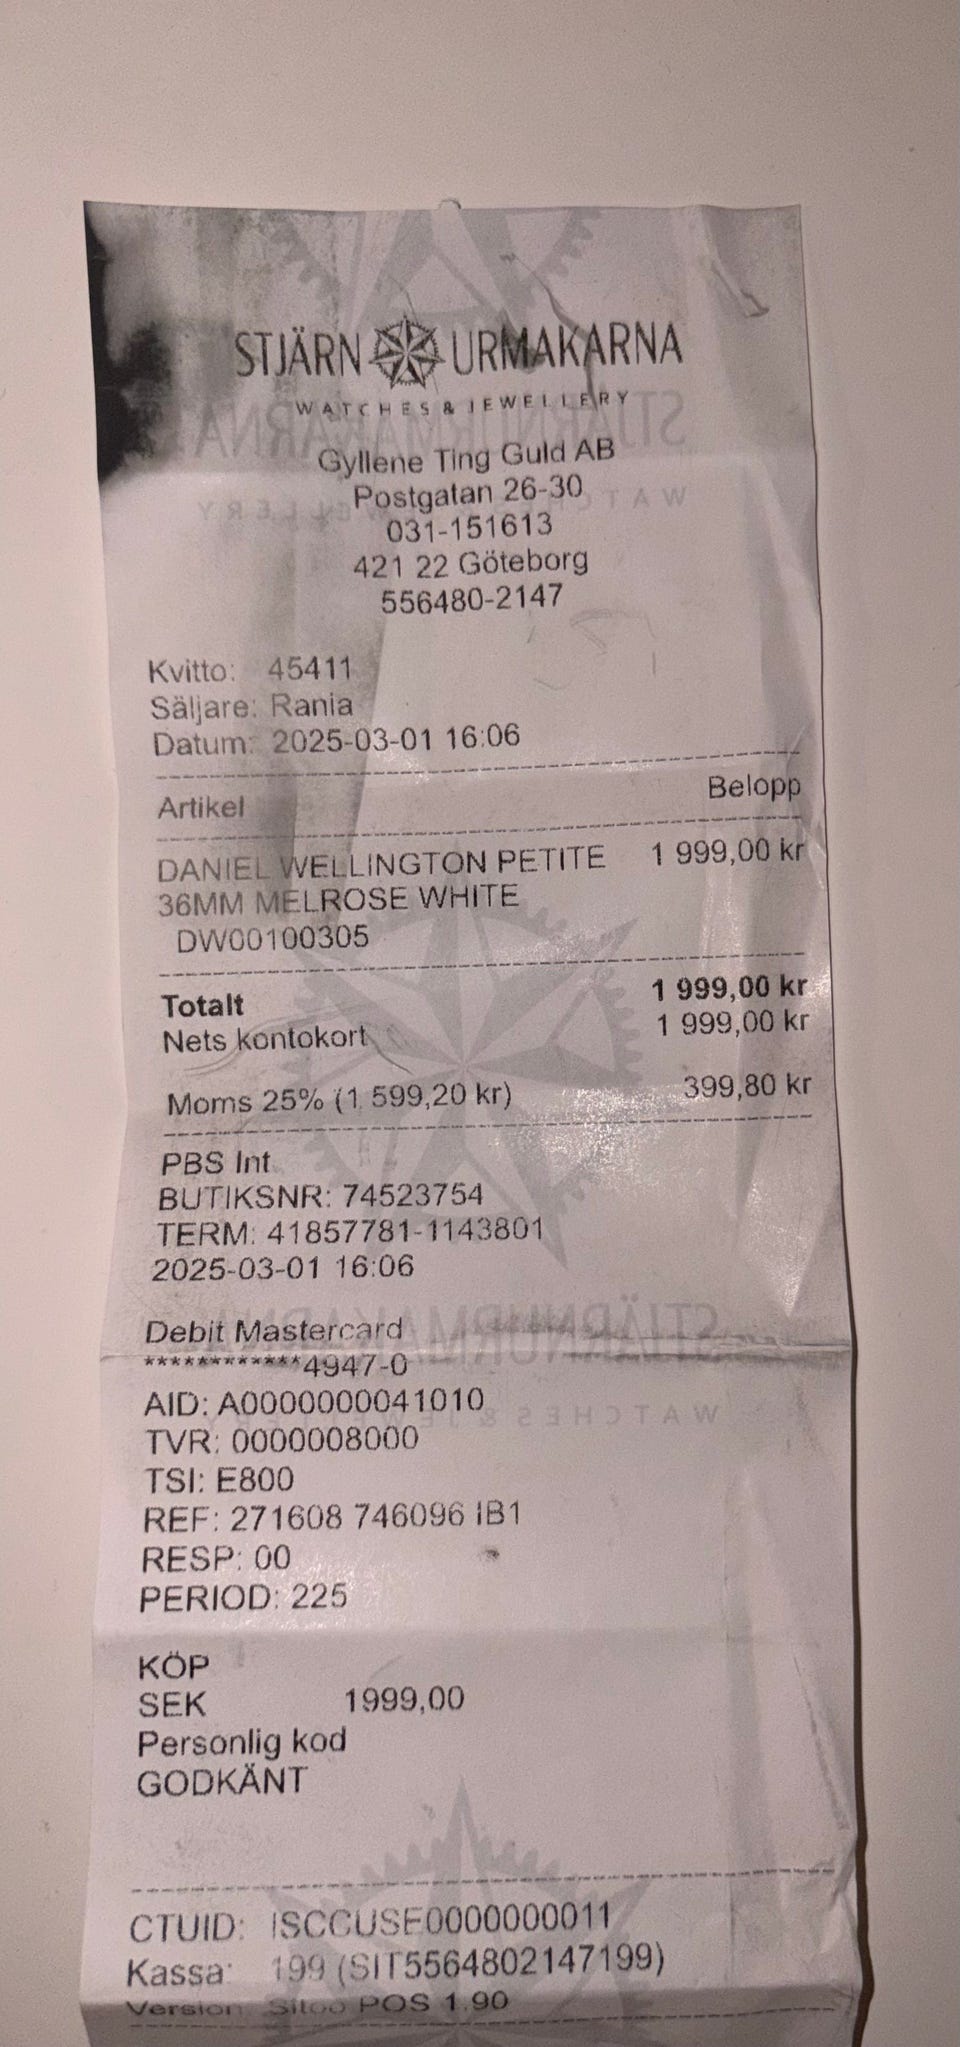 STJÄRN URMAKARNA
WATCHES & JEWELLERY
Gyllene Ting Guld AB
Postgatan 26-30
031-151613
421 22 Göteborg
556480-2147
Kvitto: 45411
Säljare: Rania
Datum: 2025-03-01 16:06
Artikel Belopp
DANIEL WELLINGTON PETITE 1 999,00 kr
36MM MELROSE WHITE
DW00100305
Totalt 1 999,00 kr
Nets kontokort 1 999,00 kr
Moms 25% (1 599,20 kr) 399,80 kr
PBS Int
BUTIKSNR: 74523754
TERM: 41857781-1143801
2025-03-01 16:06
Debit Mastercard
************4947-0
AID: A0000000041010
TVR: 0000008000
TSI: E800
REF: 271608 746096 IB1
RESP: 00
PERIOD: 225
KÖP
SEK 1999,00
Personlig kod
GODKÄNT
CTUID: ISCCUSE0000000011
Kassa: 199 (SIT5564802147199)
Version: Sitoo POS 1.90